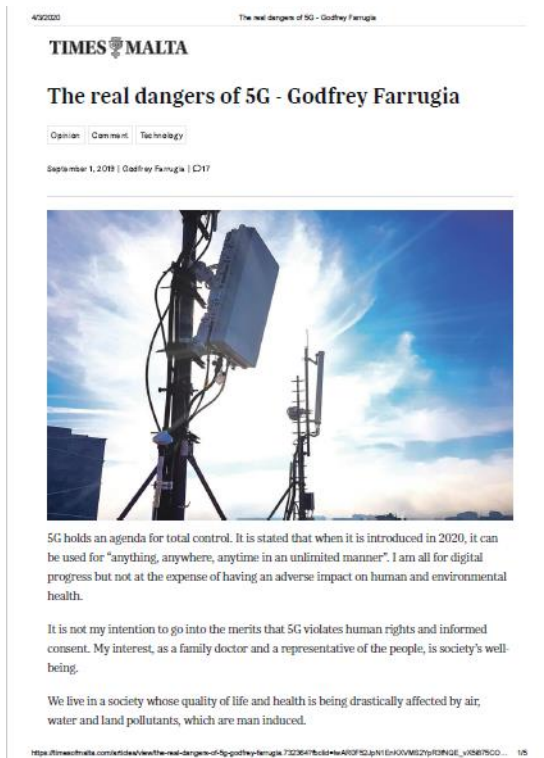 4/3/2020 The real dangers of 5G - Godfrey Farrugia
TIMES MALTA
The real dangers of 5G - Godfrey Farrugia
Opinion Comment Technology
September 1, 2019 | Godfrey Farrugia | 17
5G holds an agenda for total control. It is stated that when it is introduced in 2020, it can
be used for “anything, anywhere, anytime in an unlimited manner”. I am all for digital
progress but not at the expense of having an adverse impact on human and environmental
health.
It is not my intention to go into the merits that 5G violates human rights and informed
consent. My interest, as a family doctor and a representative of the people, is society’s well-
being.
We live in a society whose quality of life and health is being drastically affected by air,
water and land pollutants, which are man induced.
1/5